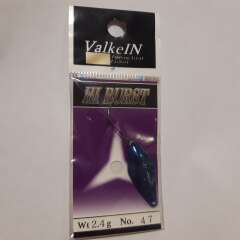 ValkeIN
HI BURST
Wt 2.4g No. 47